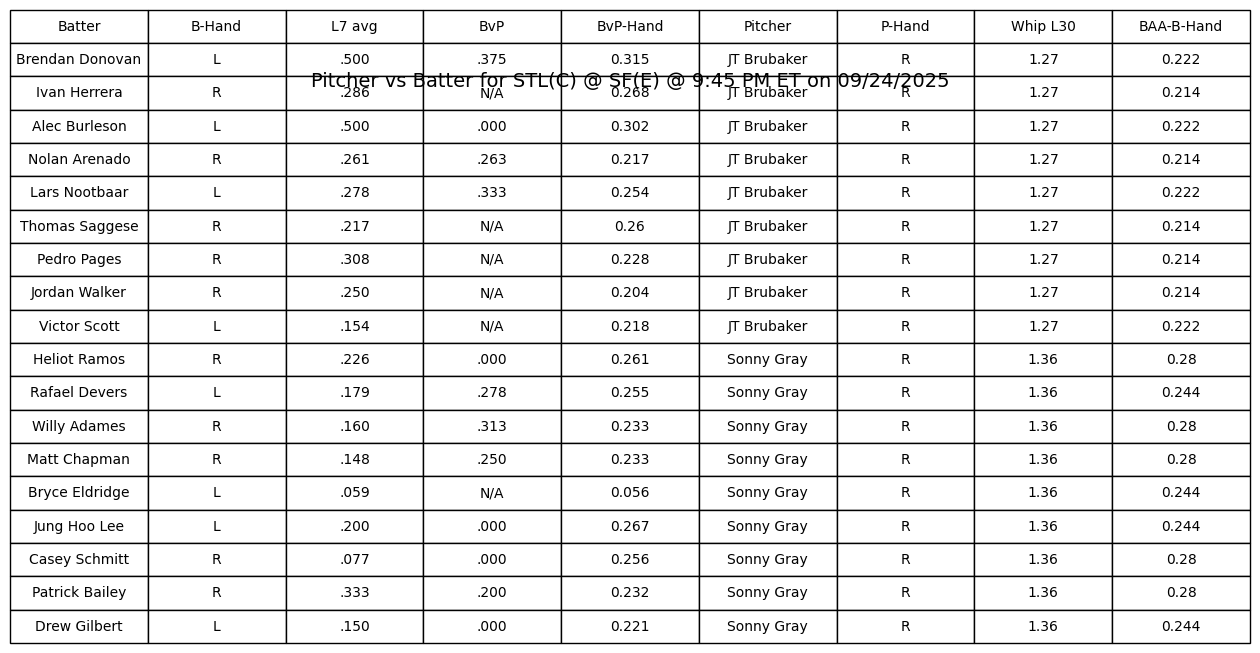 Batter B-Hand L7 avg BvP BvP-Hand Pitcher P-Hand Whip L30 BAA-B-Hand
Brendan Donovan L .500 .375 0.315 JT Brubaker R 1.27 0.222
Pitcher vs Batter for STL(C) @ SF(E) @ 9:45 PM ET on 09/24/2025
Ivan Herrera R .286 N/A 0.268 JT Brubaker R 1.27 0.214
Alec Burleson L .500 .000 0.302 JT Brubaker R 1.27 0.222
Nolan Arenado R .261 .263 0.217 JT Brubaker R 1.27 0.214
Lars Nootbaar L .278 .333 0.254 JT Brubaker R 1.27 0.222
Thomas Saggese R .217 N/A 0.26 JT Brubaker R 1.27 0.214
Pedro Pages R .308 N/A 0.228 JT Brubaker R 1.27 0.214
Jordan Walker R .250 N/A 0.204 JT Brubaker R 1.27 0.214
Victor Scott L .154 N/A 0.218 JT Brubaker R 1.27 0.222
Heliot Ramos R .226 .000 0.261 Sonny Gray R 1.36 0.28
Rafael Devers L .179 .278 0.255 Sonny Gray R 1.36 0.244
Willy Adames R .160 .313 0.233 Sonny Gray R 1.36 0.28
Matt Chapman R .148 .250 0.233 Sonny Gray R 1.36 0.28
Bryce Eldridge L .059 N/A 0.056 Sonny Gray R 1.36 0.244
Jung Hoo Lee L .200 .000 0.267 Sonny Gray R 1.36 0.244
Casey Schmitt R .077 .000 0.256 Sonny Gray R 1.36 0.28
Patrick Bailey R .333 .200 0.232 Sonny Gray R 1.36 0.28
Drew Gilbert L .150 .000 0.221 Sonny Gray R 1.36 0.244